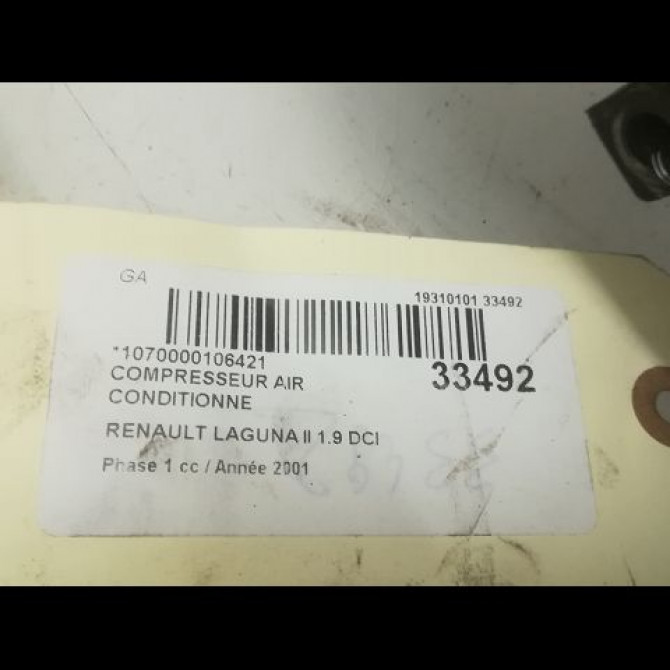 GA
19310101 33492
*1070000106421
33492
COMPRESSEUR AIR
CONDITIONNE
RENAULT LAGUNA II 1.9 DCI
Phase 1 cc / Année 2001